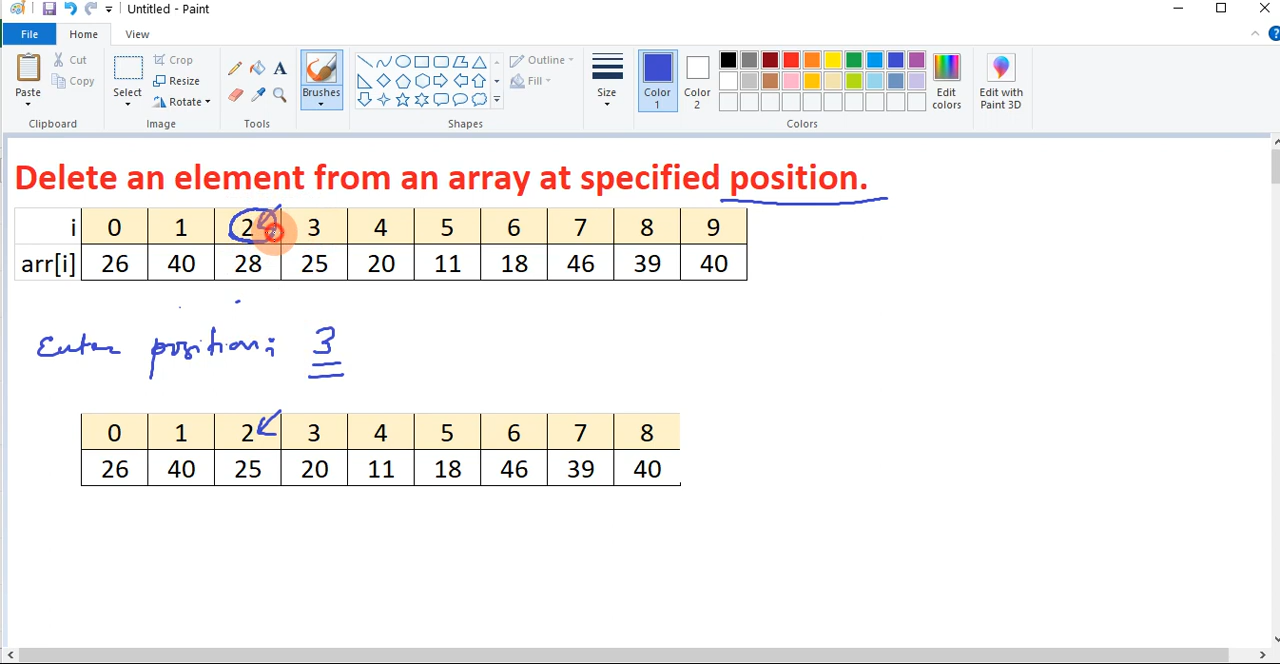 Untitled - Paint
File Home View
Paste Cut Copy Clipboard
Select Crop Resize Rotate Image
A Tools
Brushes
Outline Fill Shapes
Size
Color 1 Color 2 Edit colors Colors
Edit with Paint 3D
Delete an element from an array at specified position.
i 0 1 2 3 4 5 6 7 8 9
arr[i] 26 40 28 25 20 11 18 46 39 40
Enter position: 3
0 1 2 3 4 5 6 7 8
26 40 25 20 11 18 46 39 40